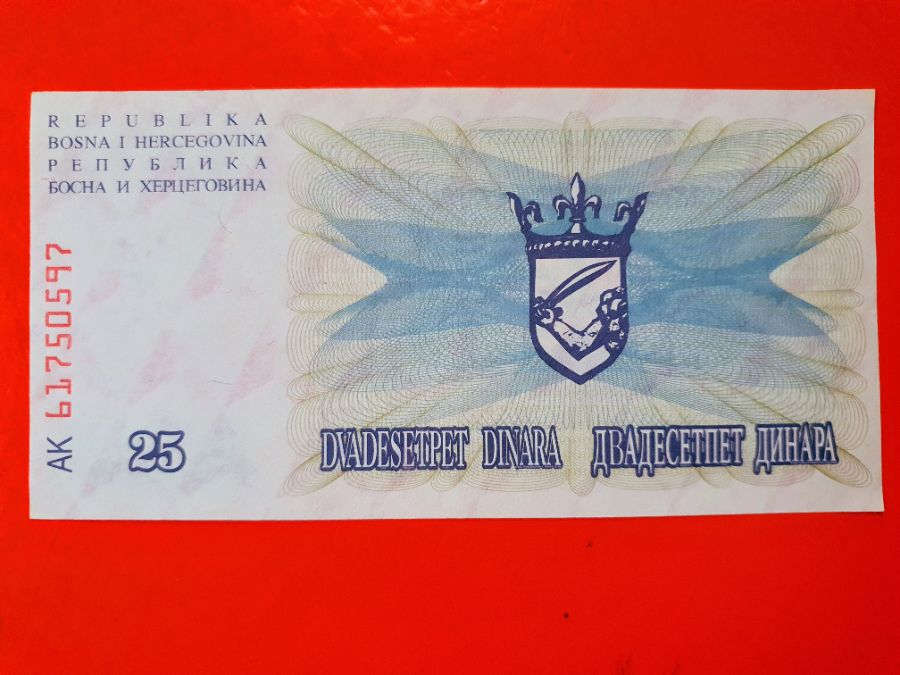 REPUBLIKA
BOSNA I HERCEGOVINA
РЕПУБЛИКА
БОСНА И ХЕРЦЕГОВИНА
AK 61750597
25
DVADESETPET DINARA ДВАДЕСЕТПЕТ ДИНАРА